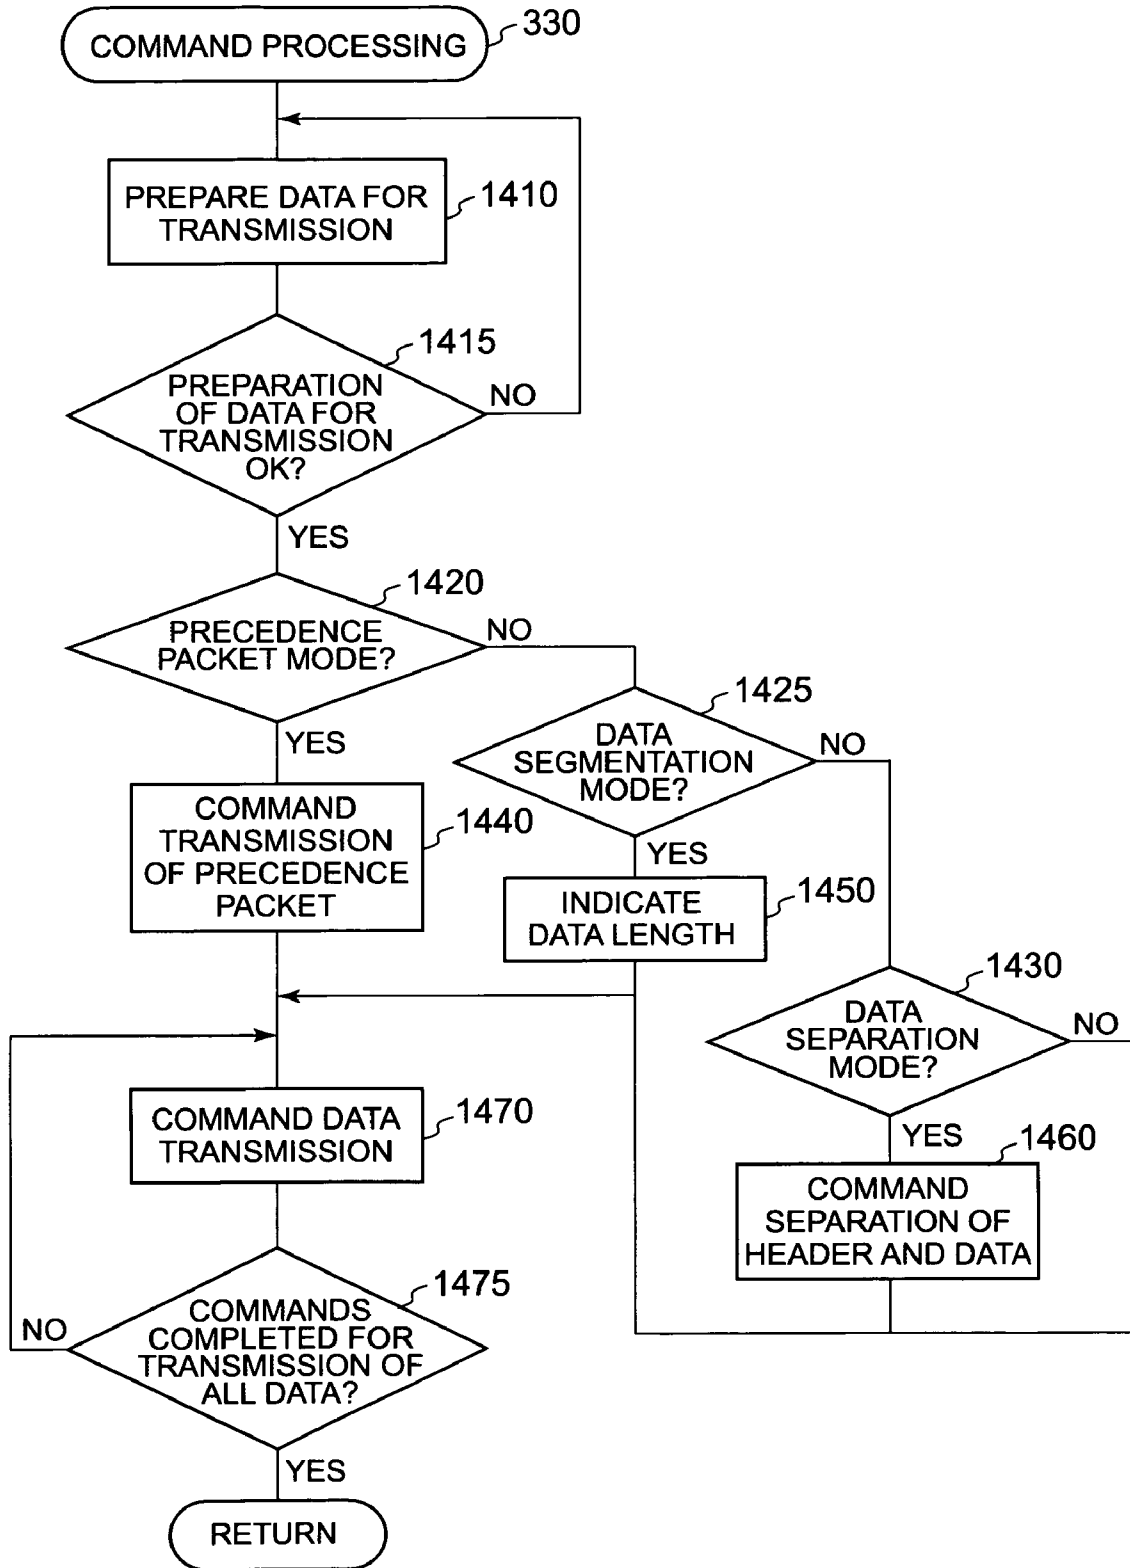 COMMAND PROCESSING
330
PREPARE DATA FOR
TRANSMISSION
1410
1415
PREPARATION
OF DATA FOR
TRANSMISSION
OK?
NO
YES
1420
PRECEDENCE
PACKET MODE?
NO
YES
1425
DATA
SEGMENTATION
MODE?
NO
YES
COMMAND
TRANSMISSION
OF PRECEDENCE
PACKET
1440
INDICATE
DATA LENGTH
1450
1430
DATA
SEPARATION
MODE?
NO
YES
COMMAND DATA
TRANSMISSION
1470
1460
COMMAND
SEPARATION OF
HEADER AND DATA
1475
COMMANDS
COMPLETED FOR
TRANSMISSION OF
ALL DATA?
NO
YES
RETURN